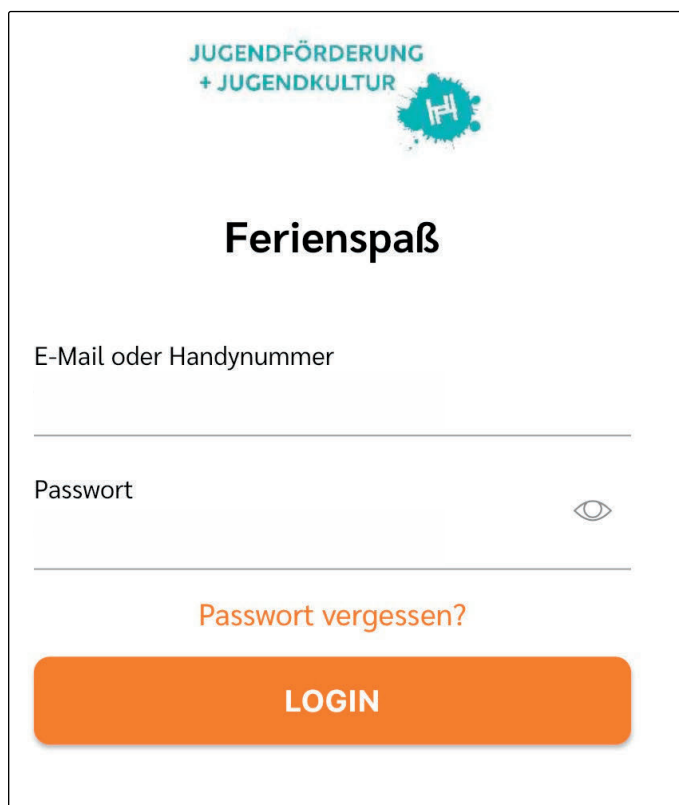 JUGENDFÖRDERUNG
+ JUGENDKULTUR
Ferienspaß
E-Mail oder Handynummer
Passwort
Passwort vergessen?
LOGIN